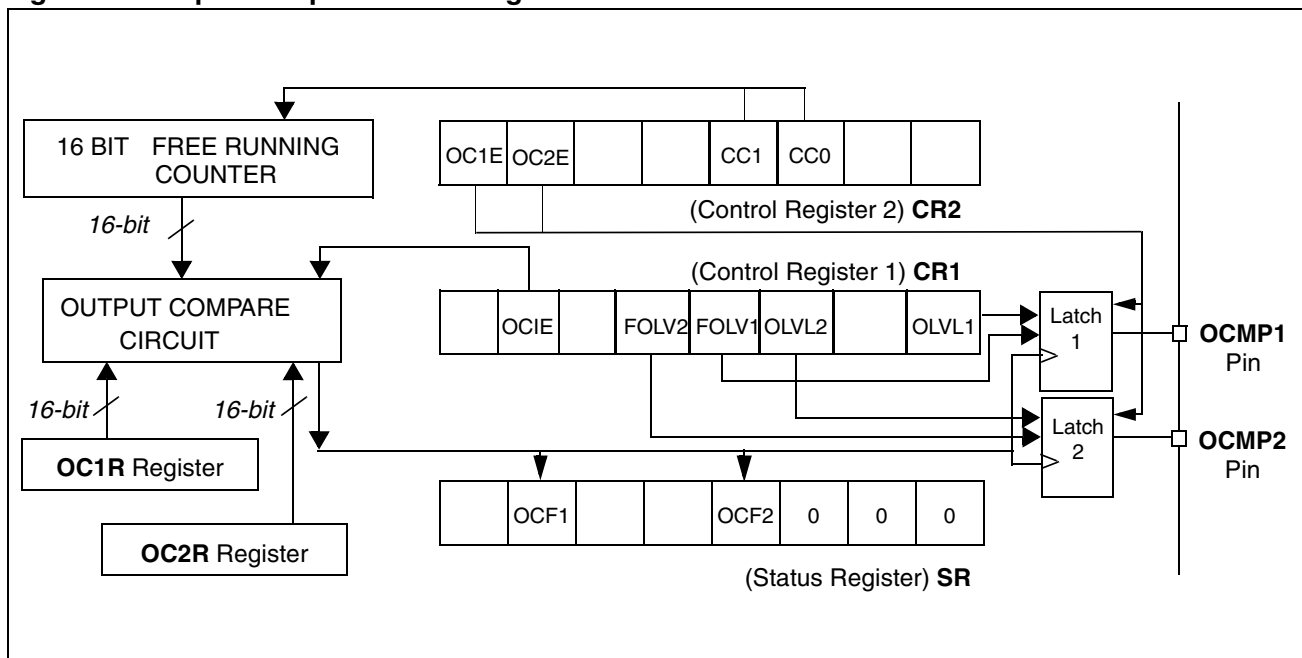 16 BIT FREE RUNNING
COUNTER
OC1E OC2E CC1 CC0
(Control Register 2) CR2
16-bit
(Control Register 1) CR1
OUTPUT COMPARE
CIRCUIT
OCIE FOLV2 FOLV1 OLVL2 OLVL1
Latch
1
OCMP1
Pin
16-bit 16-bit
Latch
2
OCMP2
Pin
OC1R Register
OCF1 OCF2 0 0 0
OC2R Register
(Status Register) SR